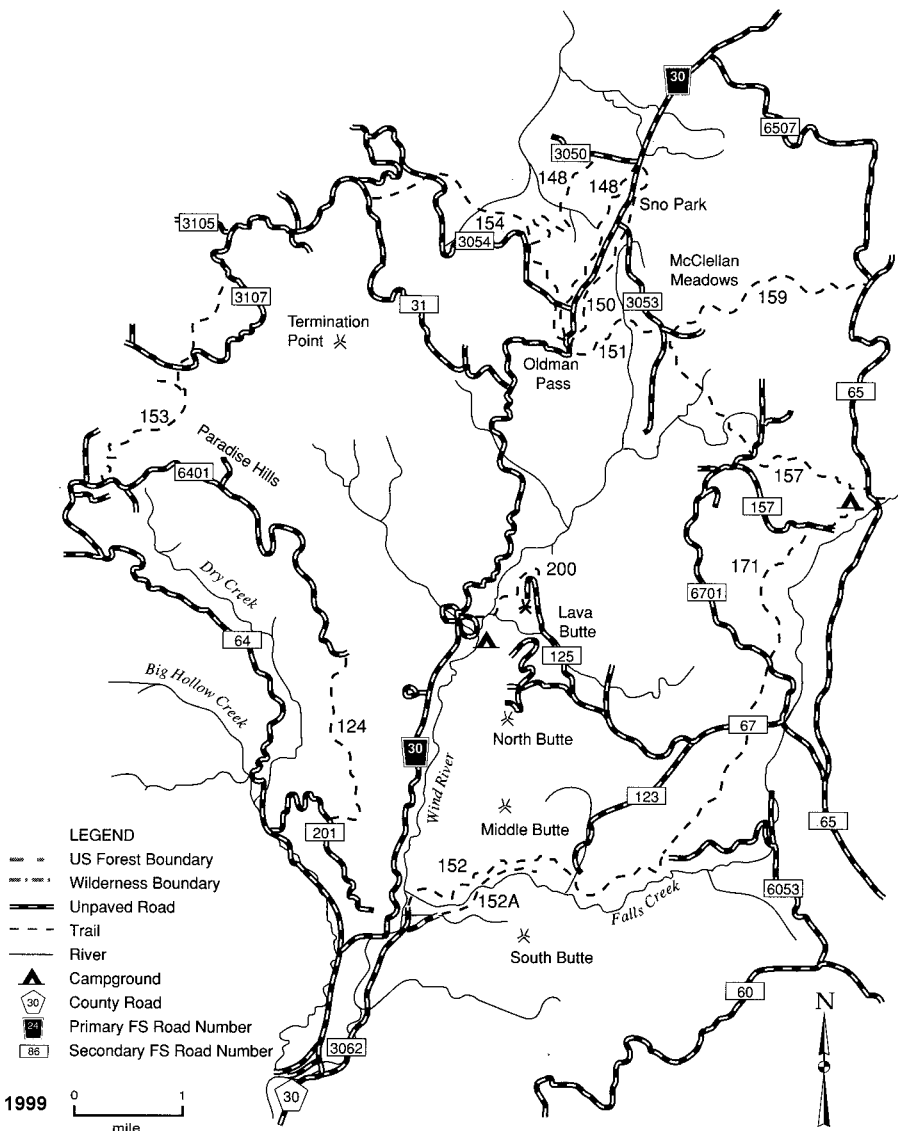 30
6507
3050
148
148
Sno Park
3105
154
3054
McClellan
Meadows
159
3107
31
150
3053
Termination
Point
151
Oldman
Pass
65
153
Paradise Hills
6401
157
157
171
200
Dry Creek
6701
Lava
Butte
64
125
Big Hollow Creek
124
67
North Butte
30
Wind River
123
Middle Butte
201
65
LEGEND
US Forest Boundary
Wilderness Boundary
Unpaved Road
Trail
River
Campground
30 County Road
24 Primary FS Road Number
86 Secondary FS Road Number
152
152A
Falls Creek
6053
South Butte
60
N
3062
30
1999
0 1
mile